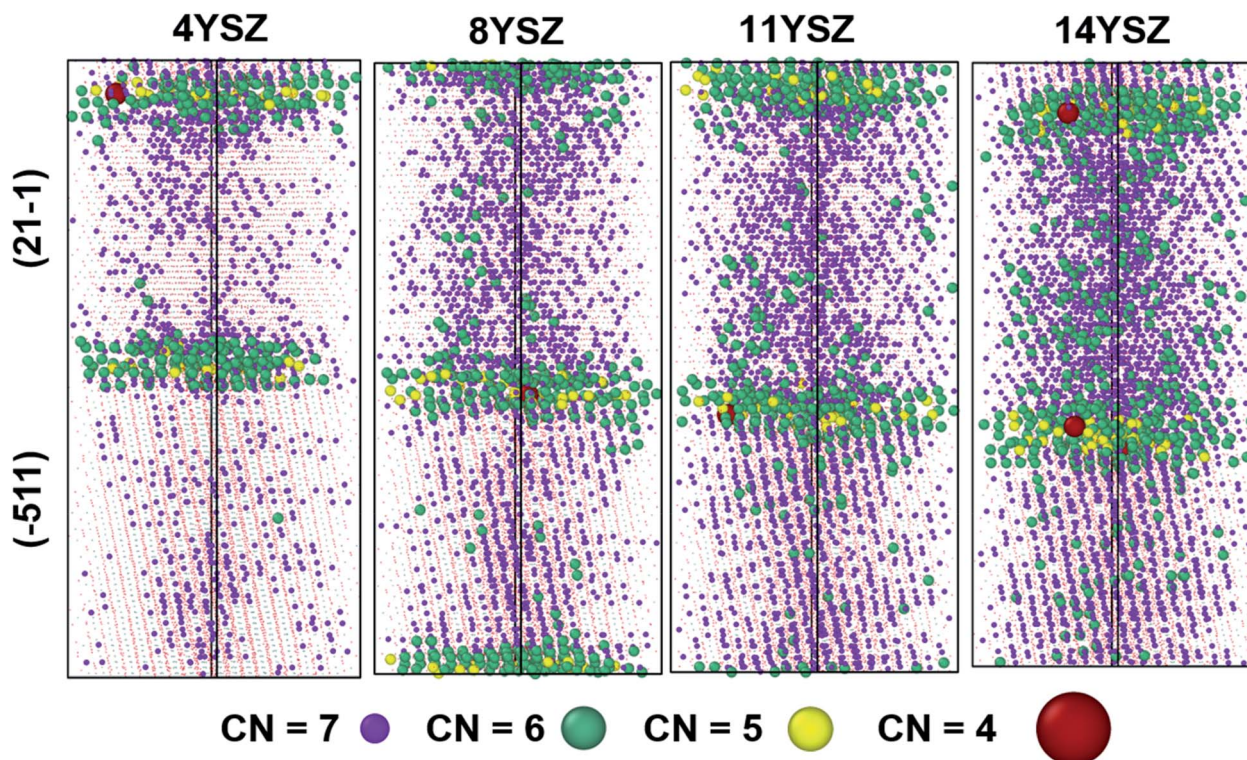 4YSZ 8YSZ 11YSZ 14YSZ
(21-1)
(-511)
CN = 7 CN = 6 CN = 5 CN = 4